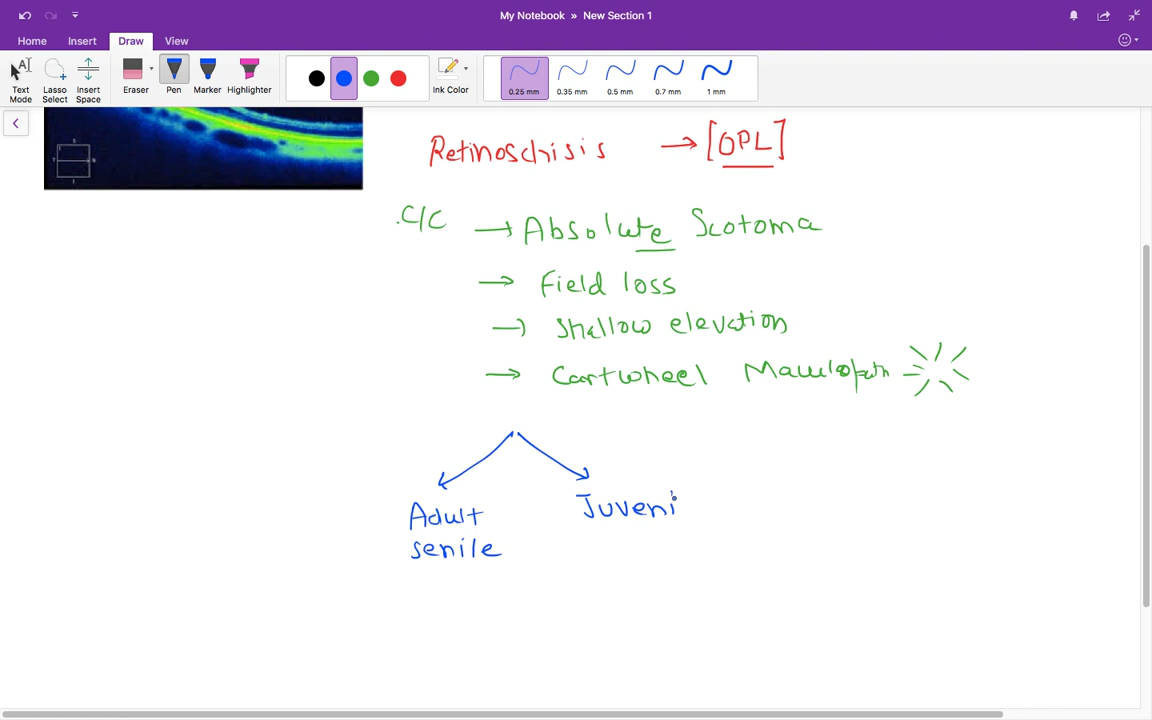 My Notebook » New Section 1
Home Insert Draw View
Text Mode
Lasso Select
Insert Space
Eraser
Pen
Marker
Highlighter
Ink Color
0.25 mm
0.35 mm
0.5 mm
0.7 mm
1 mm
Retinoschisis → [OPL]
C/C → Absolute Scotoma
→ Field loss
→ Shallow elevation
→ Cartwheel
Adult
senile
Juveni